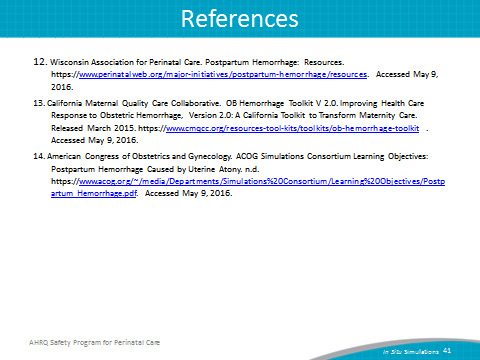 References
12. Wisconsin Association for Perinatal Care. Postpartum Hemorrhage: Resources.
https://www.perinatalweb.org/major-initiatives/postpartum-hemorrhage/resources. Accessed May 9,
2016.
13. California Maternal Quality Care Collaborative. OB Hemorrhage Toolkit V 2.0. Improving Health Care
Response to Obstetric Hemorrhage, Version 2.0: A California Toolkit to Transform Maternity Care.
Released March 2015. https://www.cmqcc.org/resources-tool-kits/toolkits/ob-hemorrhage-toolkit .
Accessed May 9, 2016.
14. American Congress of Obstetrics and Gynecology. ACOG Simulations Consortium Learning Objectives:
Postpartum Hemorrhage Caused by Uterine Atony. n.d.
https://www.acog.org/~/media/Departments/Simulations%20Consortium/Learning%20Objectives/Postp
artum_Hemorrhage.pdf. Accessed May 9, 2016.
AHRQ Safety Program for Perinatal Care
In Situ Simulations 41